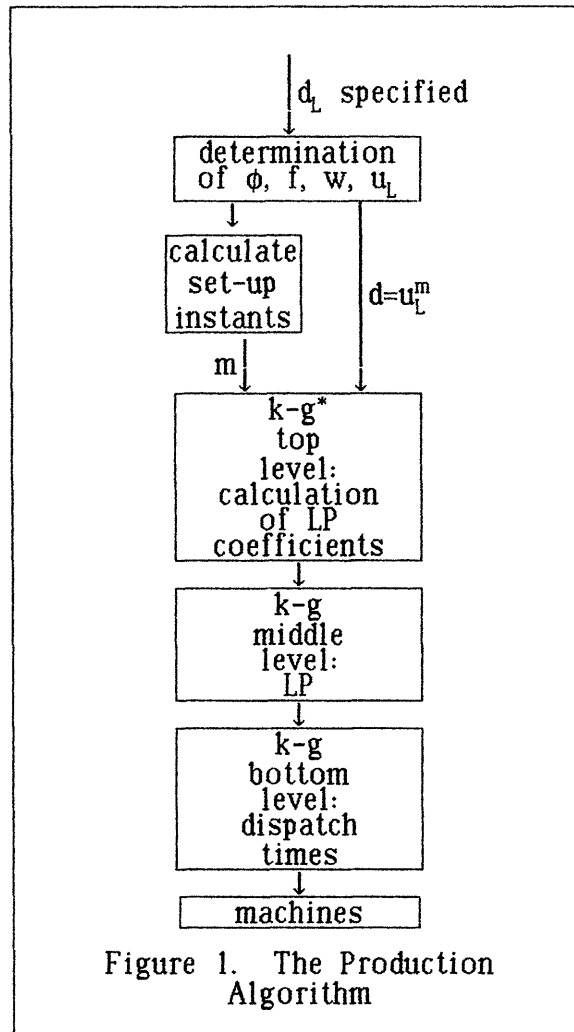 d_L specified
determination
of ϕ, f, w, u_L
calculate
set-up
instants
d=u_L^m
m
k-g*
top
level:
calculation
of LP
coefficients
k-g
middle
level:
LP
k-g
bottom
level:
dispatch
times
machines
Figure 1. The Production
Algorithm